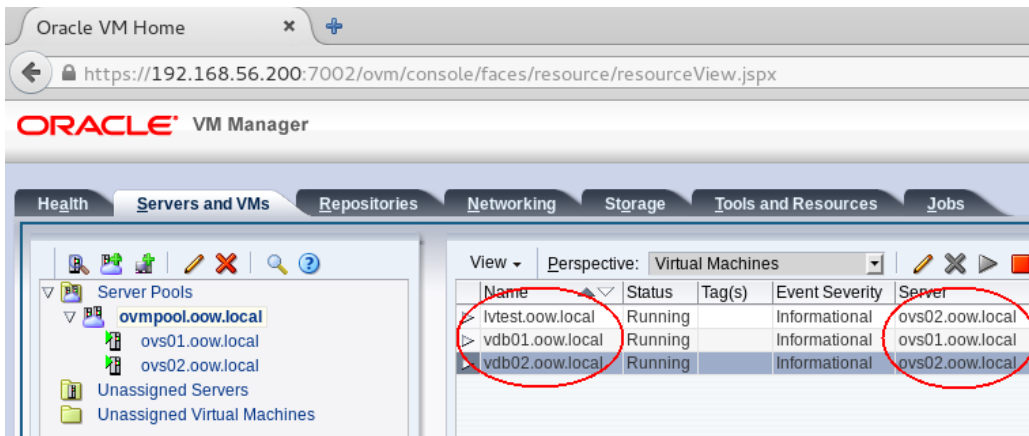 Oracle VM Home
https://192.168.56.200:7002/ovm/console/faces/resource/resourceView.jspx
ORACLE VM Manager
Health Servers and VMs Repositories Networking Storage Tools and Resources Jobs
View Perspective: Virtual Machines
Server Pools
ovmpool.oow.local
ovs01.oow.local
ovs02.oow.local
Unassigned Servers
Unassigned Virtual Machines
Name Status Tag(s) Event Severity Server
lvtest.oow.local Running Informational ovs02.oow.local
vdb01.oow.local Running Informational ovs01.oow.local
vdb02.oow.local Running Informational ovs02.oow.local